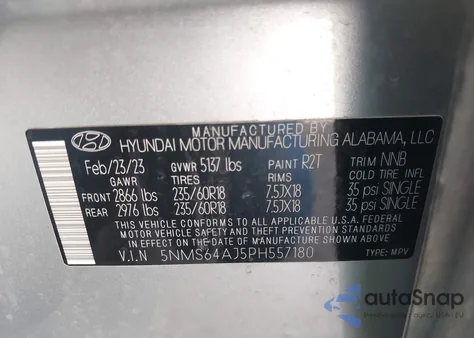 MANUFACTURED BY
HYUNDAI MOTOR MANUFACTURING ALABAMA, LLC
Feb/23/23 GVWR 5137 lbs PAINT R2T TRIM NNB
GAWR TIRES RIMS COLD TIRE INFL
FRONT 2866 lbs 235/60R18 7.5JX18 35 psi SINGLE
REAR 2976 lbs 235/60R18 7.5JX18 35 psi SINGLE
THIS VEHICLE CONFORMS TO ALL APPLICABLE U.S. FEDERAL
MOTOR VEHICLE SAFETY AND THEFT PREVENTION STANDARDS
IN EFFECT ON THE DATE OF MANUFACTURE SHOWN ABOVE.
V.I.N 5NMS64AJ5PH557180 TYPE: MPV
autoSnap